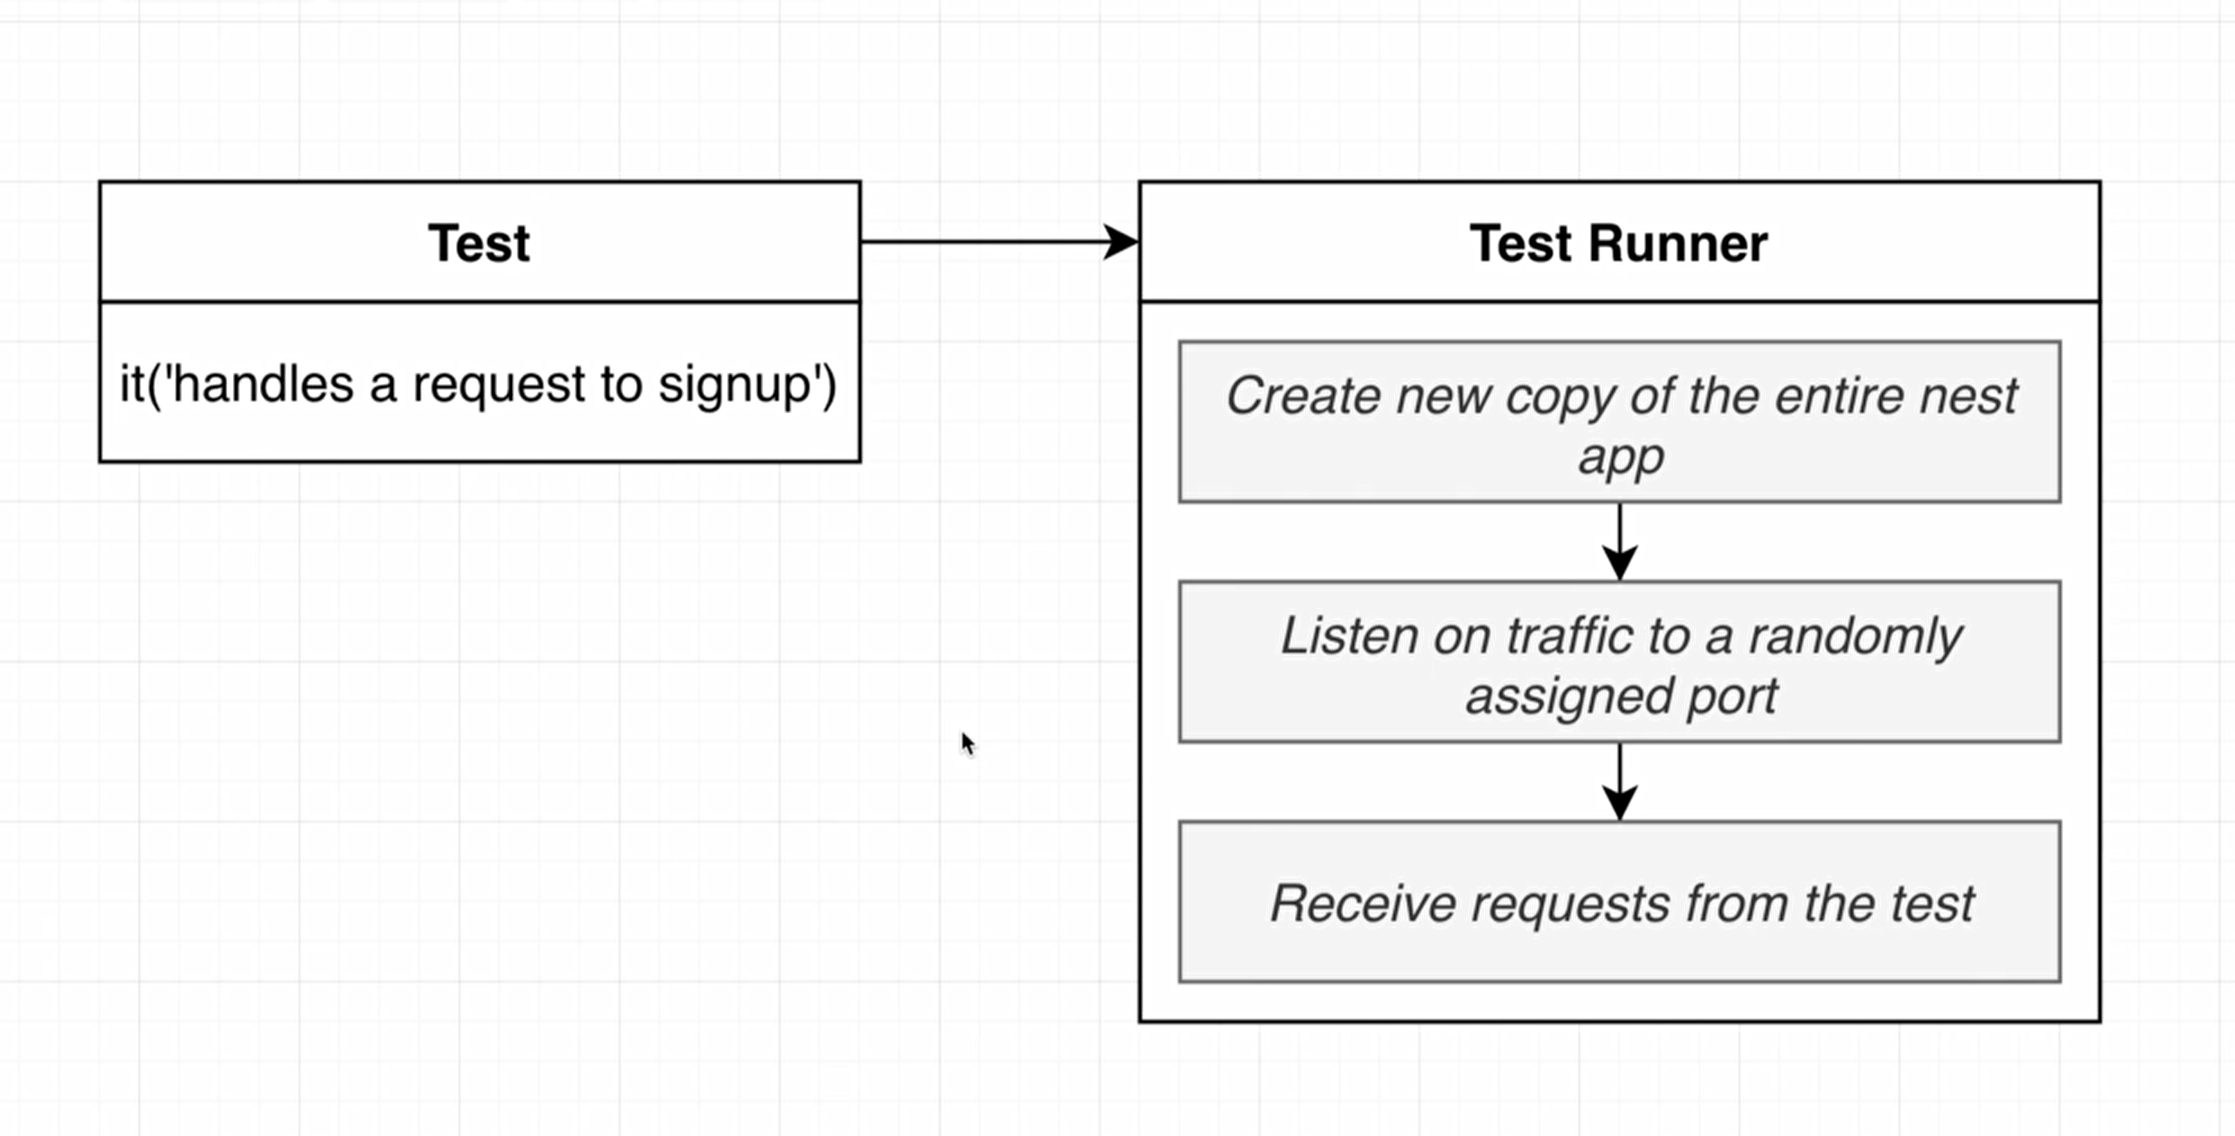 Test
it('handles a request to signup')
Test Runner
Create new copy of the entire nest
app
Listen on traffic to a randomly
assigned port
Receive requests from the test